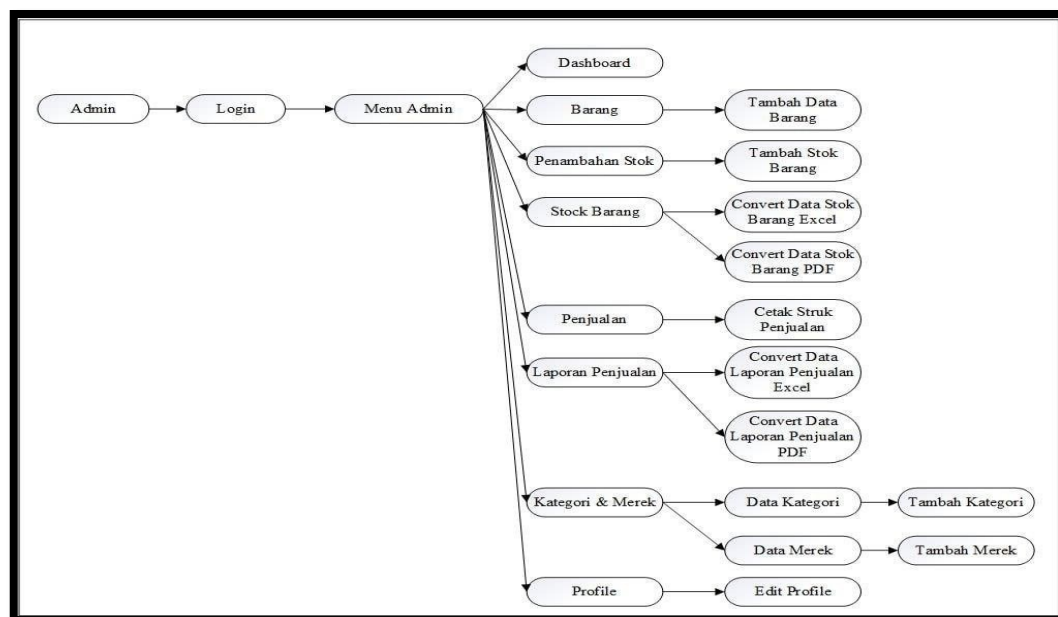 Dashboard
Admin
Login
Menu Admin
Barang
Tambah Data
Barang
Penambahan Stok
Tambah Stok
Barang
Stock Barang
Convert Data Stok
Barang Excel
Convert Data Stok
Barang PDF
Penjualan
Cetak Struk
Penjualan
Laporan Penjualan
Convert Data
Laporan Penjualan
Excel
Convert Data
Laporan Penjualan
PDF
Kategori & Merek
Data Kategori
Tambah Kategori
Data Merek
Tambah Merek
Profile
Edit Profile